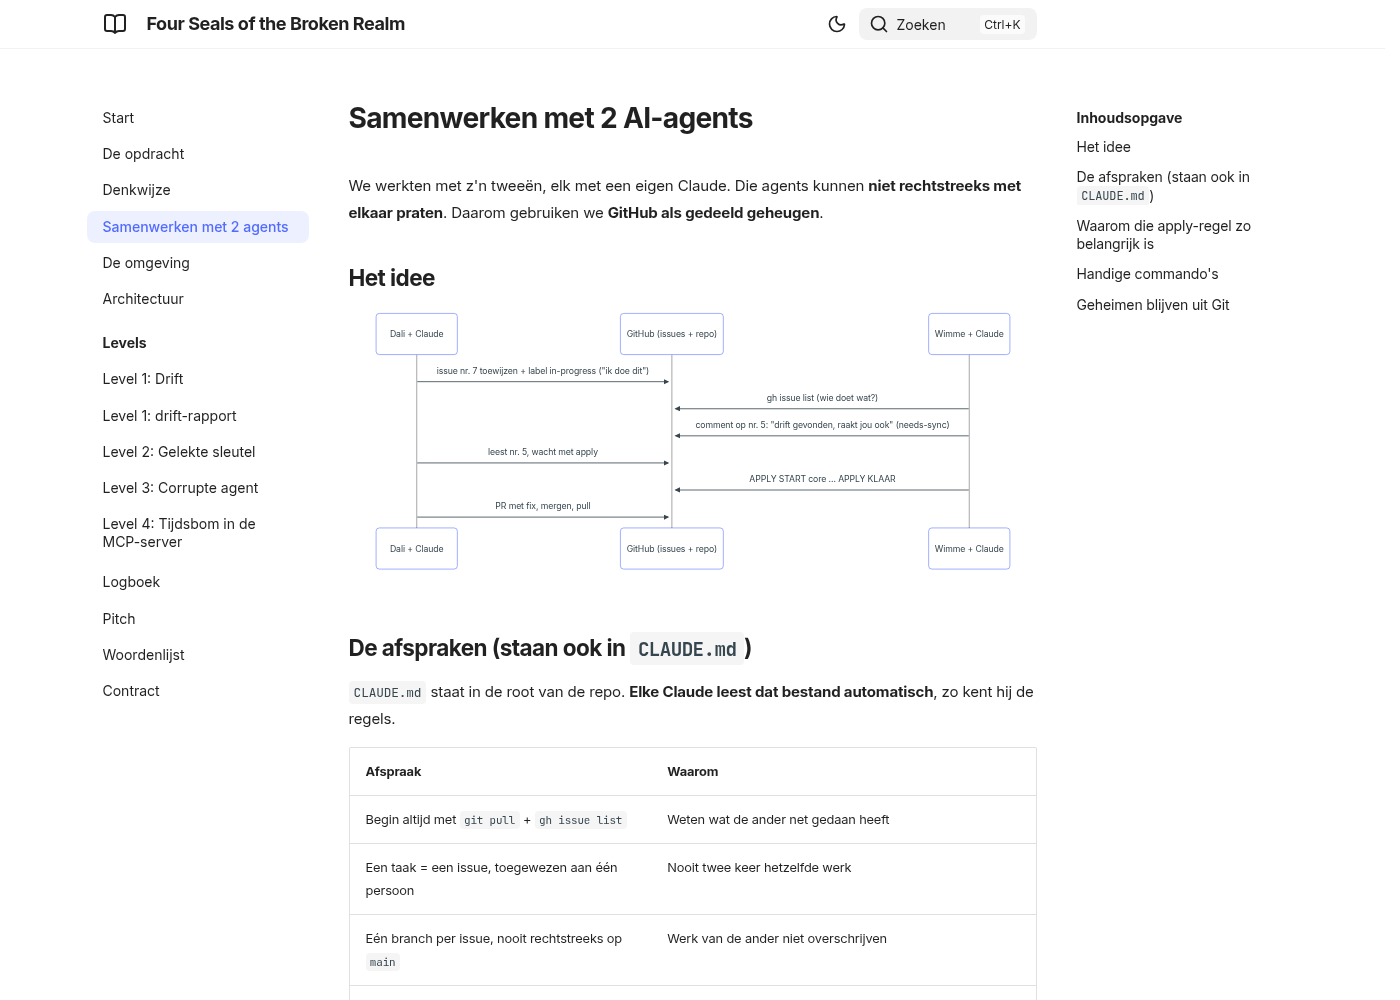 Four Seals of the Broken Realm
Zoeken
Ctrl+K
Start
De opdracht
Denkwijze
Samenwerken met 2 agents
De omgeving
Architectuur
Levels
Level 1: Drift
Level 1: drift-rapport
Level 2: Gelekte sleutel
Level 3: Corrupte agent
Level 4: Tijdsbom in de
MCP-server
Logboek
Pitch
Woordenlijst
Contract
Samenwerken met 2 AI-agents
We werkten met z'n tweeën, elk met een eigen Claude. Die agents kunnen niet rechtstreeks met
elkaar praten. Daarom gebruiken we GitHub als gedeeld geheugen.
Het idee
Dali + Claude
GitHub (issues + repo)
Wimme + Claude
issue nr. 7 toewijzen + label in-progress ("ik doe dit")
gh issue list (wie doet wat?)
comment op nr. 5: "drift gevonden, raakt jou ook" (needs-sync)
leest nr. 5, wacht met apply
APPLY START core ... APPLY KLAAR
PR met fix, mergen, pull
Dali + Claude
GitHub (issues + repo)
Wimme + Claude
De afspraken (staan ook in CLAUDE.md )
CLAUDE.md staat in de root van de repo. Elke Claude leest dat bestand automatisch, zo kent hij de
regels.
Afspraak
Waarom
Begin altijd met git pull + gh issue list
Weten wat de ander net gedaan heeft
Een taak = een issue, toegewezen aan één
persoon
Nooit twee keer hetzelfde werk
Eén branch per issue, nooit rechtstreeks op
main
Werk van de ander niet overschrijven
Inhoudsopgave
Het idee
De afspraken (staan ook in
CLAUDE.md )
Waarom die apply-regel zo
belangrijk is
Handige commando's
Geheimen blijven uit Git